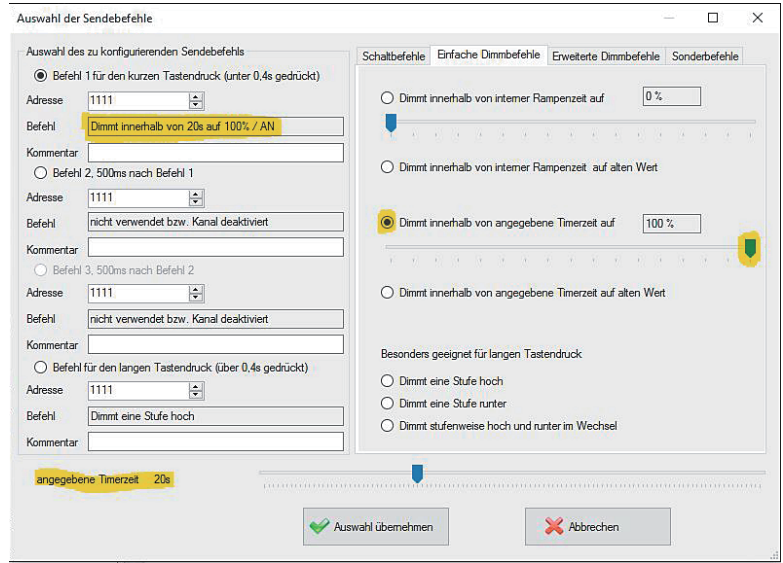 Auswahl der Sendebefehle
Auswahl des zu konfigurierenden Sendebefehls
Befehl 1 für den kurzen Tastendruck (unter 0,4s gedrückt)
Adresse 1111
Befehl Dimmt innerhalb von 20s auf 100% / AN
Kommentar
Befehl 2, 500ms nach Befehl 1
Adresse 1111
Befehl nicht verwendet bzw. Kanal deaktiviert
Kommentar
Befehl 3, 500ms nach Befehl 2
Adresse 1111
Befehl nicht verwendet bzw. Kanal deaktiviert
Kommentar
Befehl für den langen Tastendruck (über 0,4s gedrückt)
Adresse 1111
Befehl Dimmt eine Stufe hoch
Kommentar
Schaltbefehle Einfache Dimmbefehle Erweiterte Dimmbefehle Sonderbefehle
Dimmt innerhalb von interner Rampenzeit auf 0 %
Dimmt innerhalb von interner Rampenzeit auf alten Wert
Dimmt innerhalb von angegebene Timerzeit auf 100 %
Dimmt innerhalb von angegebene Timerzeit auf alten Wert
Besonders geeignet für langen Tastendruck
Dimmt eine Stufe hoch
Dimmt eine Stufe runter
Dimmt stufenweise hoch und runter im Wechsel
angegebene Timerzeit 20s
Auswahl übernehmen
Abbrechen